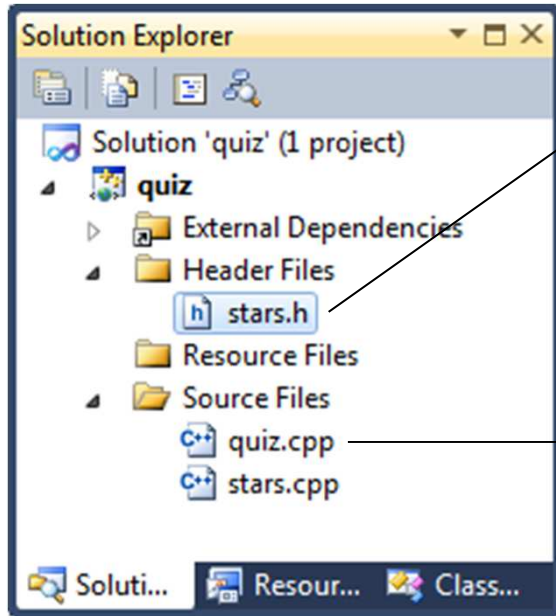 Solution Explorer
Solution 'quiz' (1 project)
quiz
External Dependencies
Header Files
h stars.h
Resource Files
Source Files
C++ quiz.cpp
C++ stars.cpp
Soluti... Resour... Class...